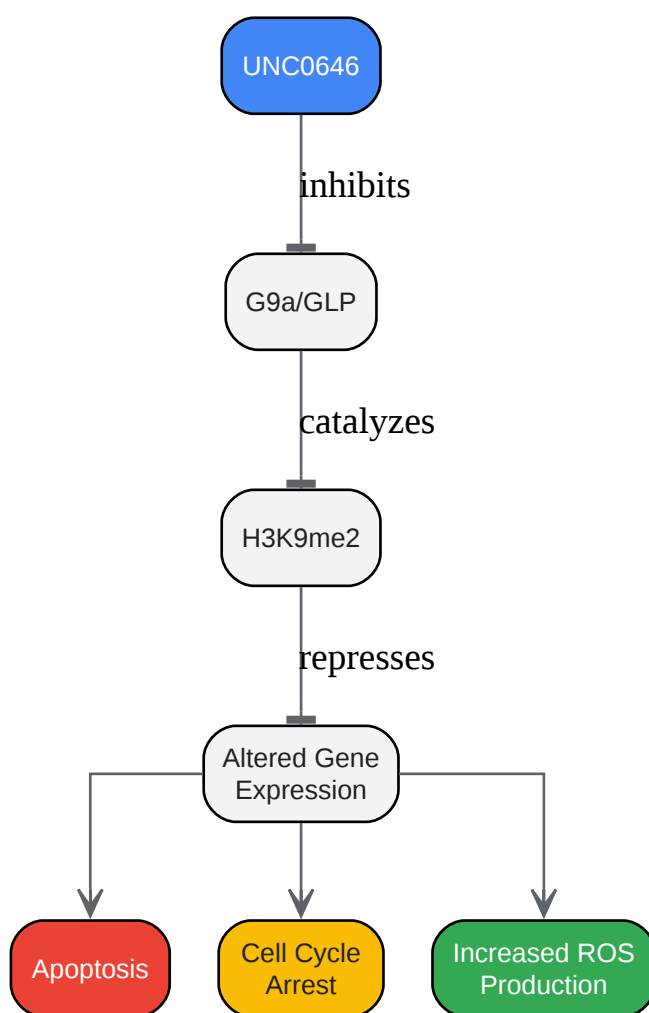 UNC0646
inhibits
G9a/GLP
catalyzes
H3K9me2
represses
Altered Gene
Expression
Apoptosis
Cell Cycle
Arrest
Increased ROS
Production